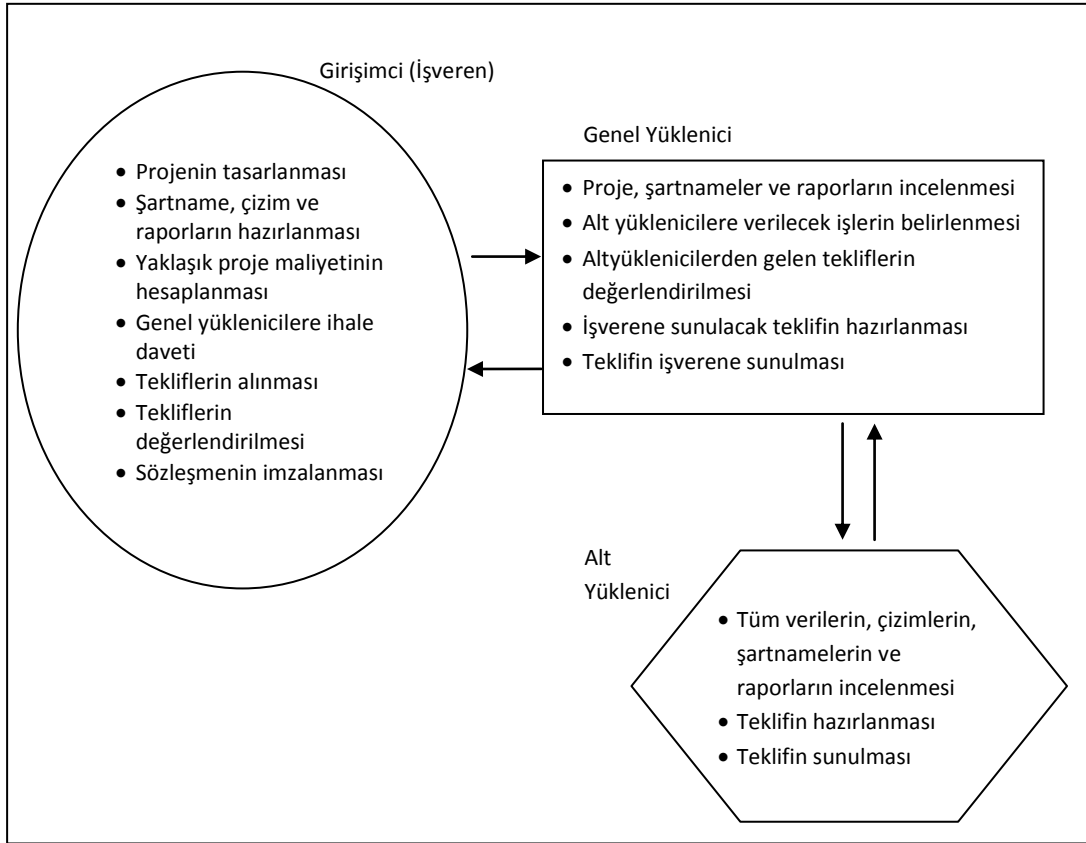 Girişimci (İşveren)
• Projenin tasarlanması
• Şartname, çizim ve
raporların hazırlanması
• Yaklaşık proje maliyetinin
hesaplanması
• Genel yüklenicilere ihale
daveti
• Tekliflerin alınması
• Tekliflerin
değerlendirilmesi
• Sözleşmenin imzalanması
Genel Yüklenici
• Proje, şartnameler ve raporların incelenmesi
• Alt yüklenicilere verilecek işlerin belirlenmesi
• Altyüklenicilerden gelen tekliflerin
değerlendirilmesi
• İşverene sunulacak teklifin hazırlanması
• Teklifin işverene sunulması
Alt
Yüklenici
• Tüm verilerin, çizimlerin,
şartnamelerin ve
raporların incelenmesi
• Teklifin hazırlanması
• Teklifin sunulması